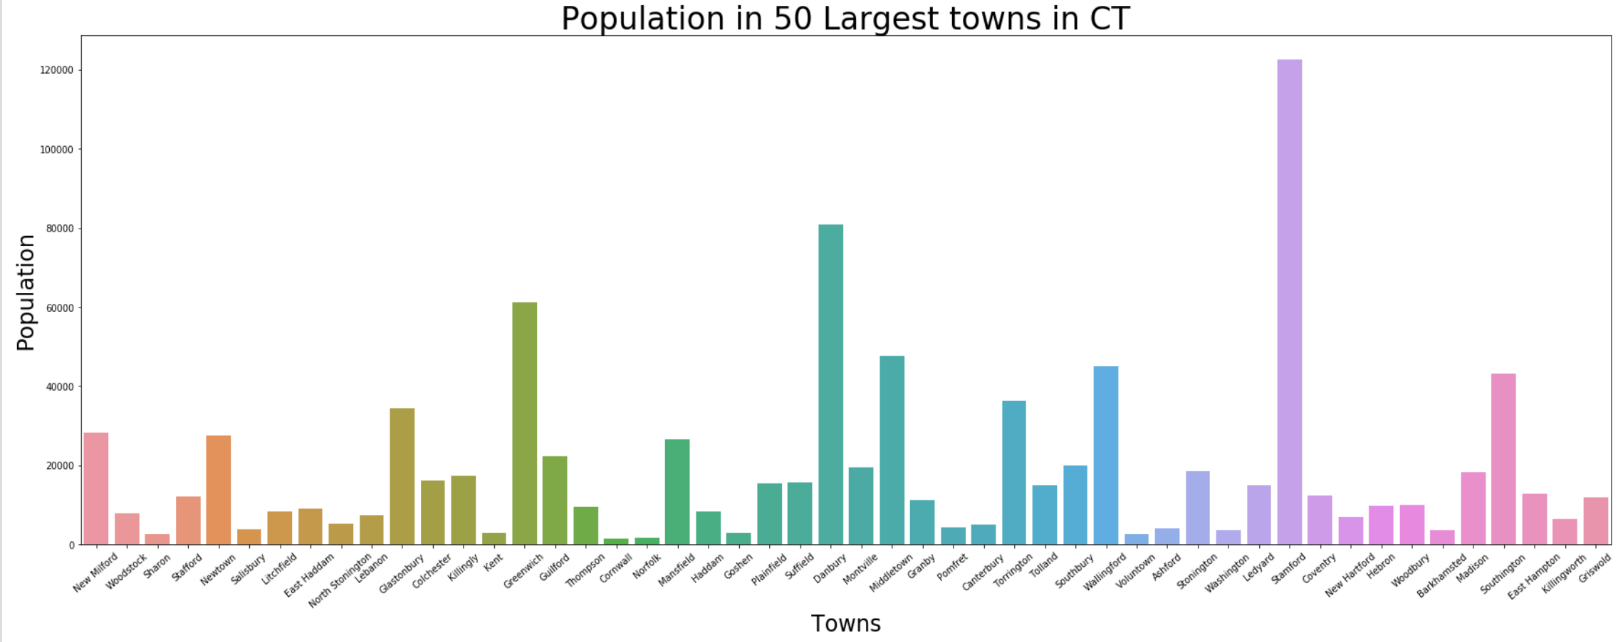 Population in 50 Largest towns in CT
120000
100000
80000
60000
40000
20000
0
Population
New Milford
Woodstock
Sharon
Stafford
Newtown
Salisbury
Litchfield
East Haddam
North Stonington
Lebanon
Glastonbury
Colchester
Killingly
Kent
Greenwich
Guilford
Thompson
Cornwall
Norfolk
Mansfield
Haddam
Goshen
Plainfield
Suffield
Danbury
Montville
Middletown
Granby
Pomfret
Canterbury
Torrington
Tolland
Southbury
Wallingford
Voluntown
Ashford
Stonington
Washington
Ledyard
Stamford
Coventry
New Hartford
Hebron
Woodbury
Barkhamsted
Madison
Southington
East Hampton
Killingworth
Griswold
Towns